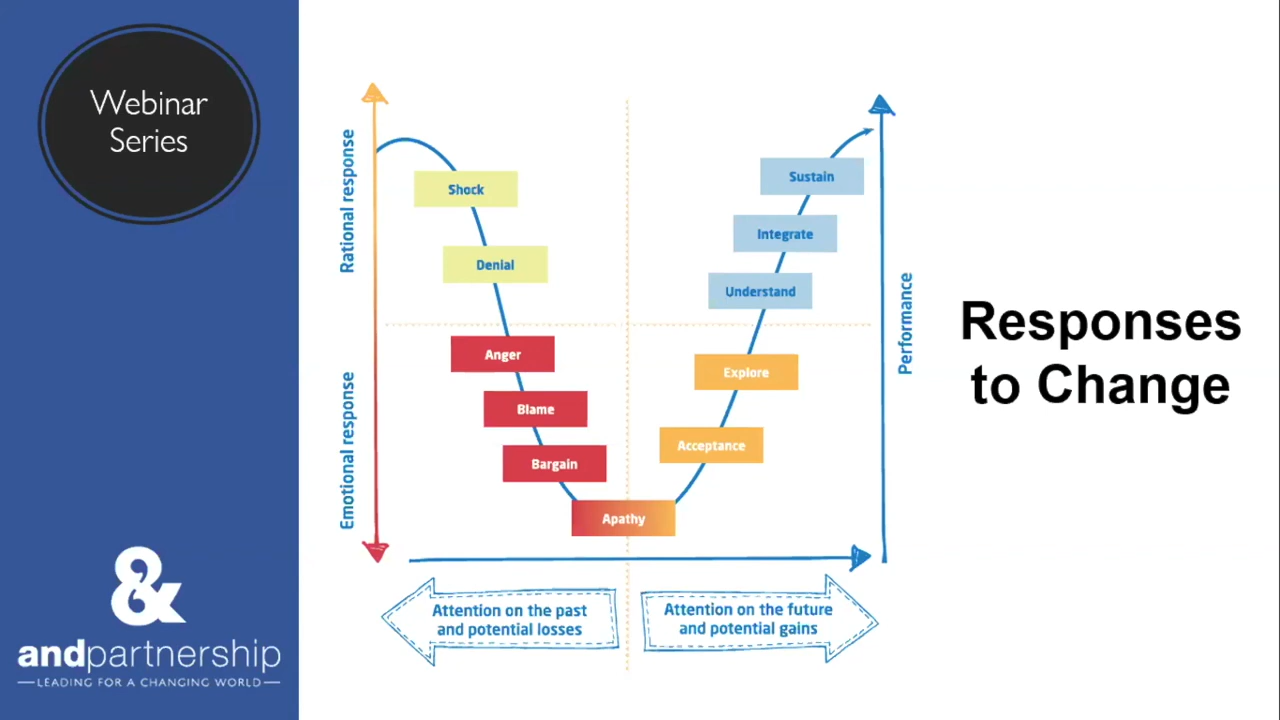 Webinar
Series
Rational response
Emotional response
Shock
Denial
Anger
Blame
Bargain
Apathy
Acceptance
Explore
Understand
Integrate
Sustain
Performance
Attention on the past
and potential losses
Attention on the future
and potential gains
Responses
to Change
&
andpartnership
LEADING FOR A CHANGING WORLD